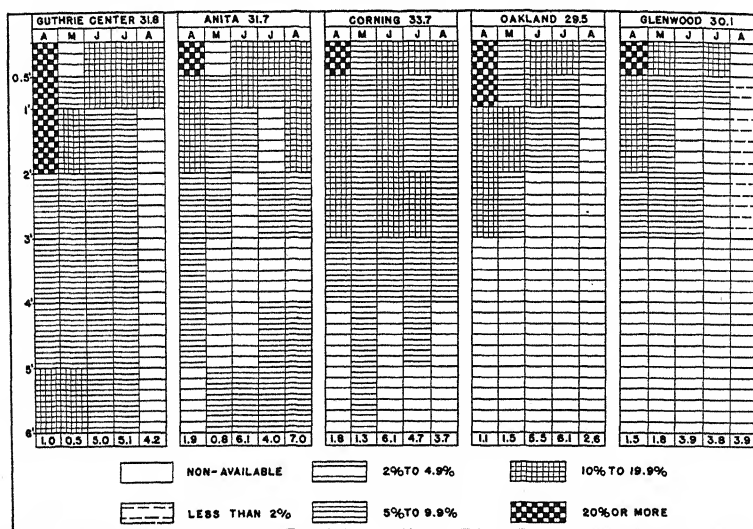 GUTHRIE CENTER 31.8 ANITA 31.7 CORNING 33.7 OAKLAND 29.5 GLENWOOD 30.1
A M J J A A M J J A A M J J A A M J J A A M J J A
0.5'
1'
2'
3'
4'
5'
6'
1.0 0.5 5.0 5.1 4.2 1.9 0.8 6.1 4.0 7.0 1.8 1.3 6.1 4.7 3.7 1.1 1.5 5.5 6.1 2.6 1.5 1.8 3.9 3.8 3.9
NON-AVAILABLE 2% TO 4.9% 10% TO 19.9%
LESS THAN 2% 5% TO 9.9% 20% OR MORE